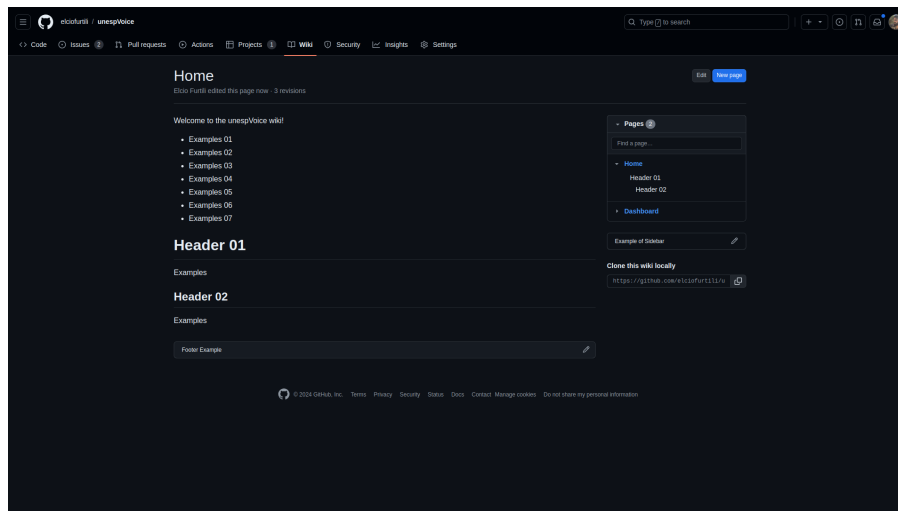 elciofurtili / unespVoice
Type / to search
Code Issues 2 Pull requests Actions Projects 1 Wiki Security Insights Settings
Home
Edit New page
Elcio Furtili edited this page now · 3 revisions
Welcome to the unespVoice wiki!
• Examples 01
• Examples 02
• Examples 03
• Examples 04
• Examples 05
• Examples 06
• Examples 07
Header 01
Examples
Header 02
Examples
Footer Example
Pages 2
Find a page...
Home
Header 01
Header 02
Dashboard
Example of Sidebar
Clone this wiki locally
https://github.com/elciofurtili/u
© 2024 GitHub, Inc. Terms Privacy Security Status Docs Contact Manage cookies Do not share my personal information